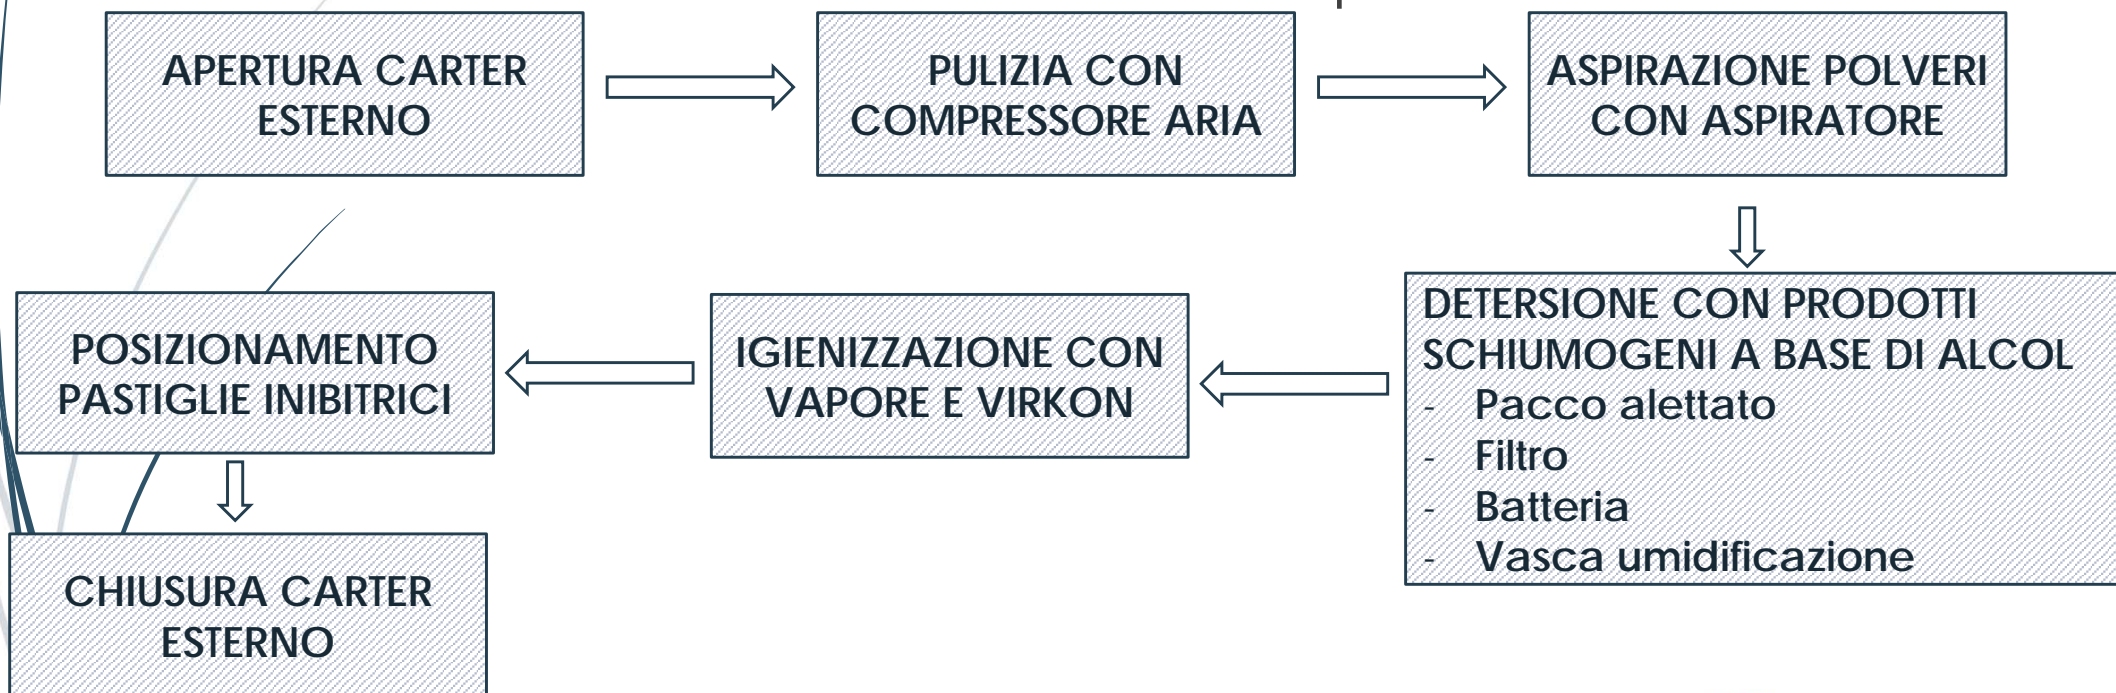 APERTURA CARTER
ESTERNO
PULIZIA CON
COMPRESSORE ARIA
ASPIRAZIONE POLVERI
CON ASPIRATORE
DETERSIONE CON PRODOTTI
SCHIUMOGENI A BASE DI ALCOL
- Pacco alettato
- Filtro
- Batteria
- Vasca umidificazione
IGIENIZZAZIONE CON
VAPORE E VIRKON
POSIZIONAMENTO
PASTIGLIE INIBITRICI
CHIUSURA CARTER
ESTERNO